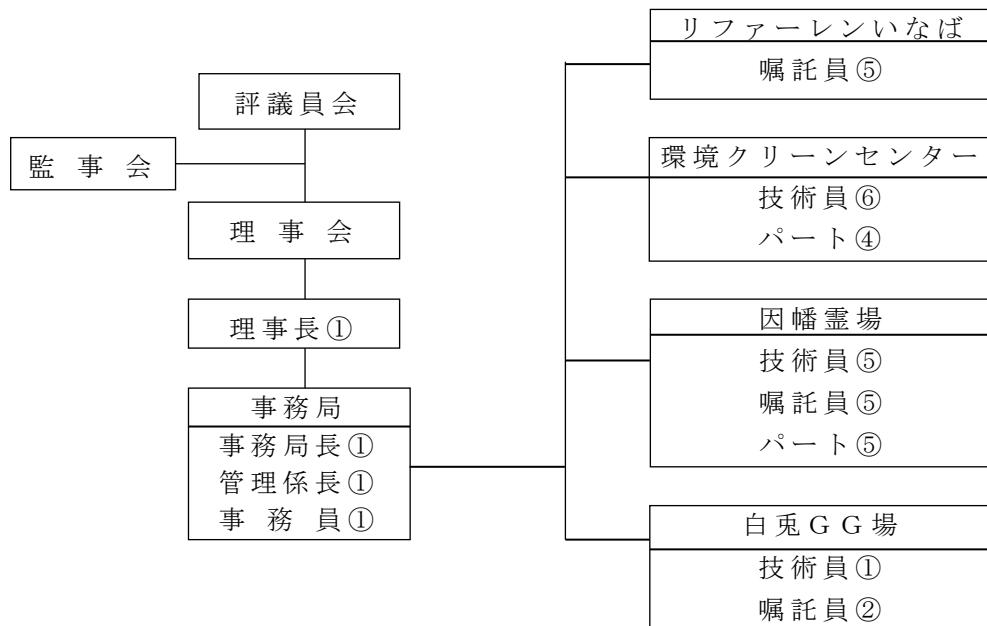 評議員会
監事会
理事会
理事長①
事務局
事務局長①
管理係長①
事務員①
リファーレンいなば
嘱託員⑤
環境クリーンセンター
技術員⑥
パート④
因幡霊場
技術員⑤
嘱託員⑤
パート⑤
白兎ＧＧ場
技術員①
嘱託員②